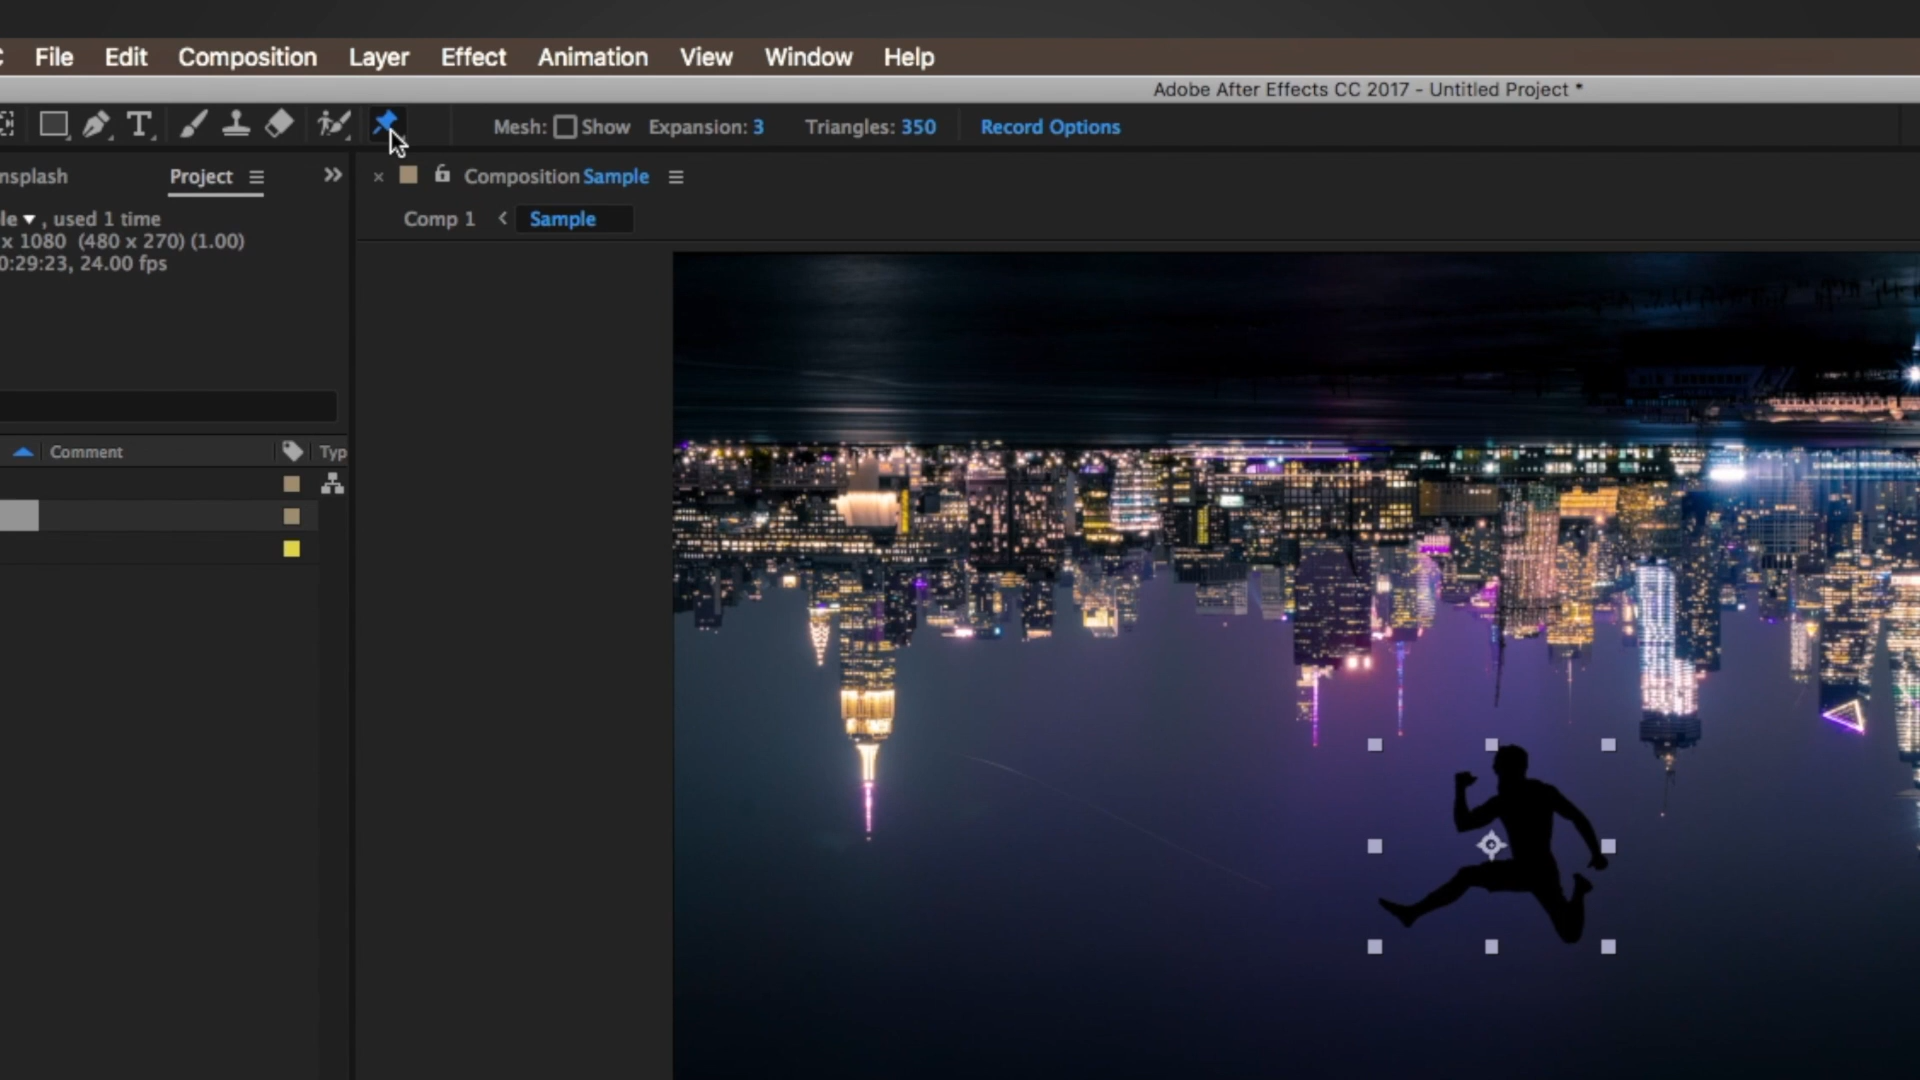 File Edit Composition Layer Effect Animation View Window Help
Adobe After Effects CC 2017 - Untitled Project *
T Mesh: Show Expansion: 3 Triangles: 350 Record Options
nsplash Project Composition Sample
le, used 1 time Comp 1 Sample
x 1080 (480 x 270) (1.00)
0:29:23, 24.00 fps
Comment Typ